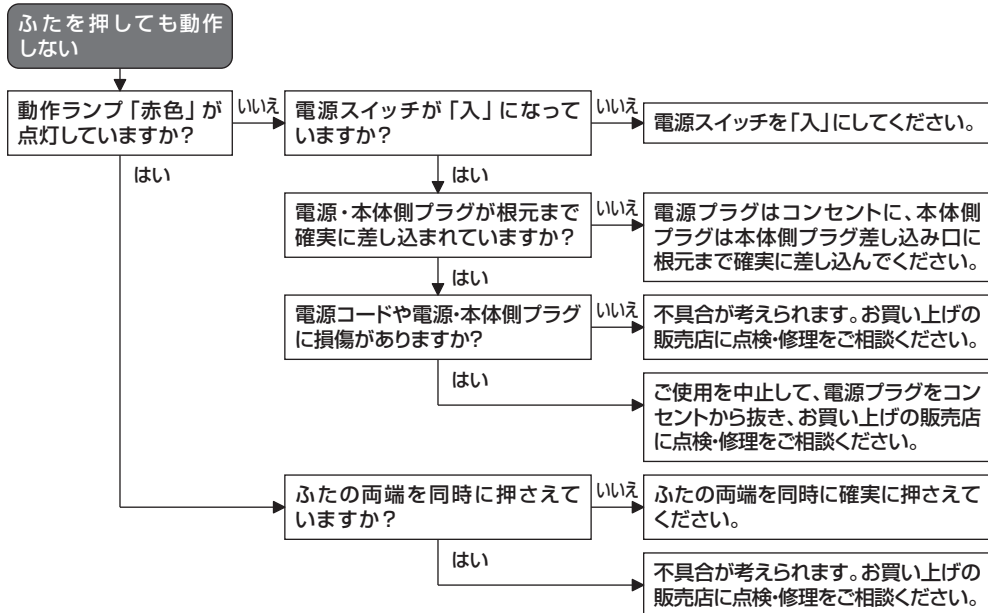 ふたを押しても動作
しない
動作ランプ「赤色」が
点灯していますか？
いいえ
電源スイッチが「入」になって
いますか？
いいえ
電源スイッチを「入」にしてください。
はい
はい
電源・本体側プラグが根元まで
確実に差し込まれていますか？
いいえ
電源プラグはコンセントに、本体側
プラグは本体側プラグ差し込み口に
根元まで確実に差し込んでください。
はい
電源コードや電源・本体側プラグ
に損傷がありますか？
いいえ
不具合が考えられます。お買い上げの
販売店に点検・修理をご相談ください。
はい
ご使用を中止して、電源プラグをコン
セントから抜き、お買い上げの販売店
に点検・修理をご相談ください。
ふたの両端を同時に押さえて
いますか？
いいえ
ふたの両端を同時に確実に押さえて
ください。
はい
不具合が考えられます。お買い上げの
販売店に点検・修理をご相談ください。